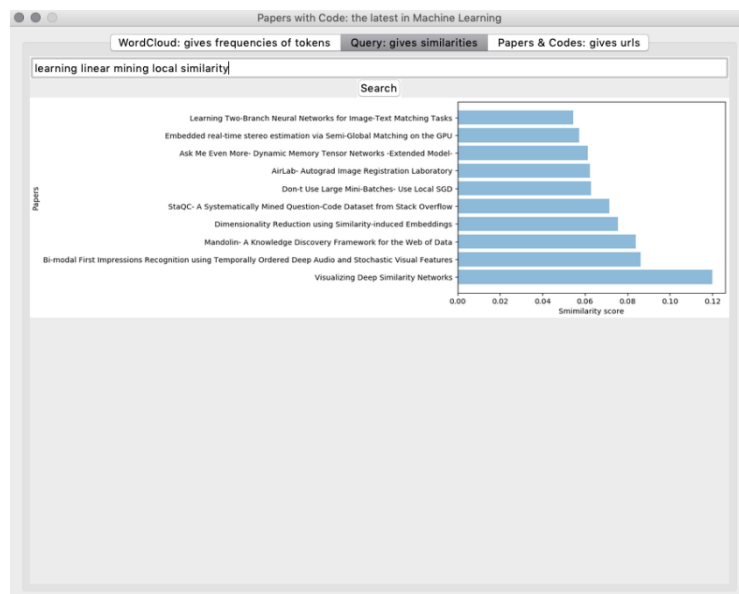 Papers with Code: the latest in Machine Learning
WordCloud: gives frequencies of tokens Query: gives similarities Papers & Codes: gives urls
learning linear mining local similarity
Search
Learning Two-Branch Neural Networks for Image-Text Matching Tasks
Embedded real-time stereo estimation via Semi-Global Matching on the GPU
Ask Me Even More- Dynamic Memory Tensor Networks -Extended Model-
AirLab- Autograd Image Registration Laboratory
Don-t Use Large Mini-Batches- Use Local SGD
StaQC- A Systematically Mined Question-Code Dataset from Stack Overflow
Dimensionality Reduction using Similarity-induced Embeddings
Mandolin- A Knowledge Discovery Framework for the Web of Data
Bi-modal First Impressions Recognition using Temporally Ordered Deep Audio and Stochastic Visual Features
Visualizing Deep Similarity Networks
Papers
0.00 0.02 0.04 0.06 0.08 0.10 0.12
Smimilarity score